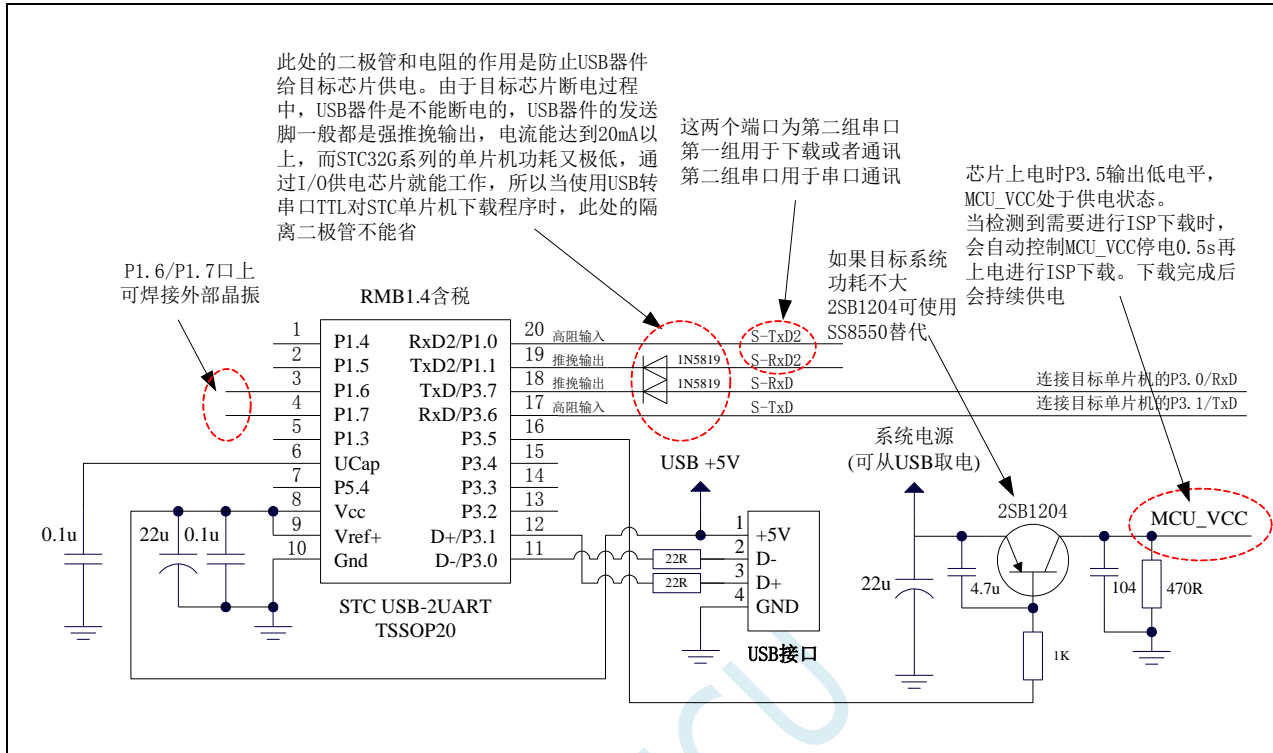 此处的二极管和电阻的作用是防止USB器件
给目标芯片供电。由于目标芯片断电过程
中，USB器件是不能断电的，USB器件的发送
脚一般都是强推挽输出，电流能达到20mA以
上，而STC32G系列的单片机功耗又极低，通
过I/O供电芯片就能工作，所以当使用USB转
串口TTL对STC单片机下载程序时，此处的隔
离二极管不能省
这两个端口为第二组串口
第一组用于下载或者通讯
第二组串口用于串口通讯
芯片上电时P3.5输出低电平，
MCU_VCC处于供电状态。
当检测到需要进行ISP下载时，
会自动控制MCU_VCC停电0.5s再
上电进行ISP下载。下载完成后
会持续供电
如果目标系统
功耗不大
2SB1204可使用
SS8550替代
P1.6/P1.7口上
可焊接外部晶振
RMB1.4含税
1 P1.4 RxD2/P1.0 20 高阻输入 S-TxD2
2 P1.5 TxD2/P1.1 19 推挽输出 1N5819 S-RxD2
3 P1.6 TxD/P3.7 18 推挽输出 1N5819 S-RxD 连接目标单片机的P3.0/RxD
4 P1.7 RxD/P3.6 17 高阻输入 S-TxD 连接目标单片机的P3.1/TxD
5 P1.3 P3.5 16
6 UCap P3.4 15
7 P5.4 P3.3 14
8 Vcc P3.2 13
9 Vref+ D+/P3.1 12
10 Gnd D-/P3.0 11
STC USB-2UART
TSSOP20
0.1u
22u
0.1u
22R
22R
USB +5V
1 +5V
2 D-
3 D+
4 GND
USB接口
系统电源
(可从USB取电)
2SB1204
MCU_VCC
22u
4.7u
104
470R
1K
MCU